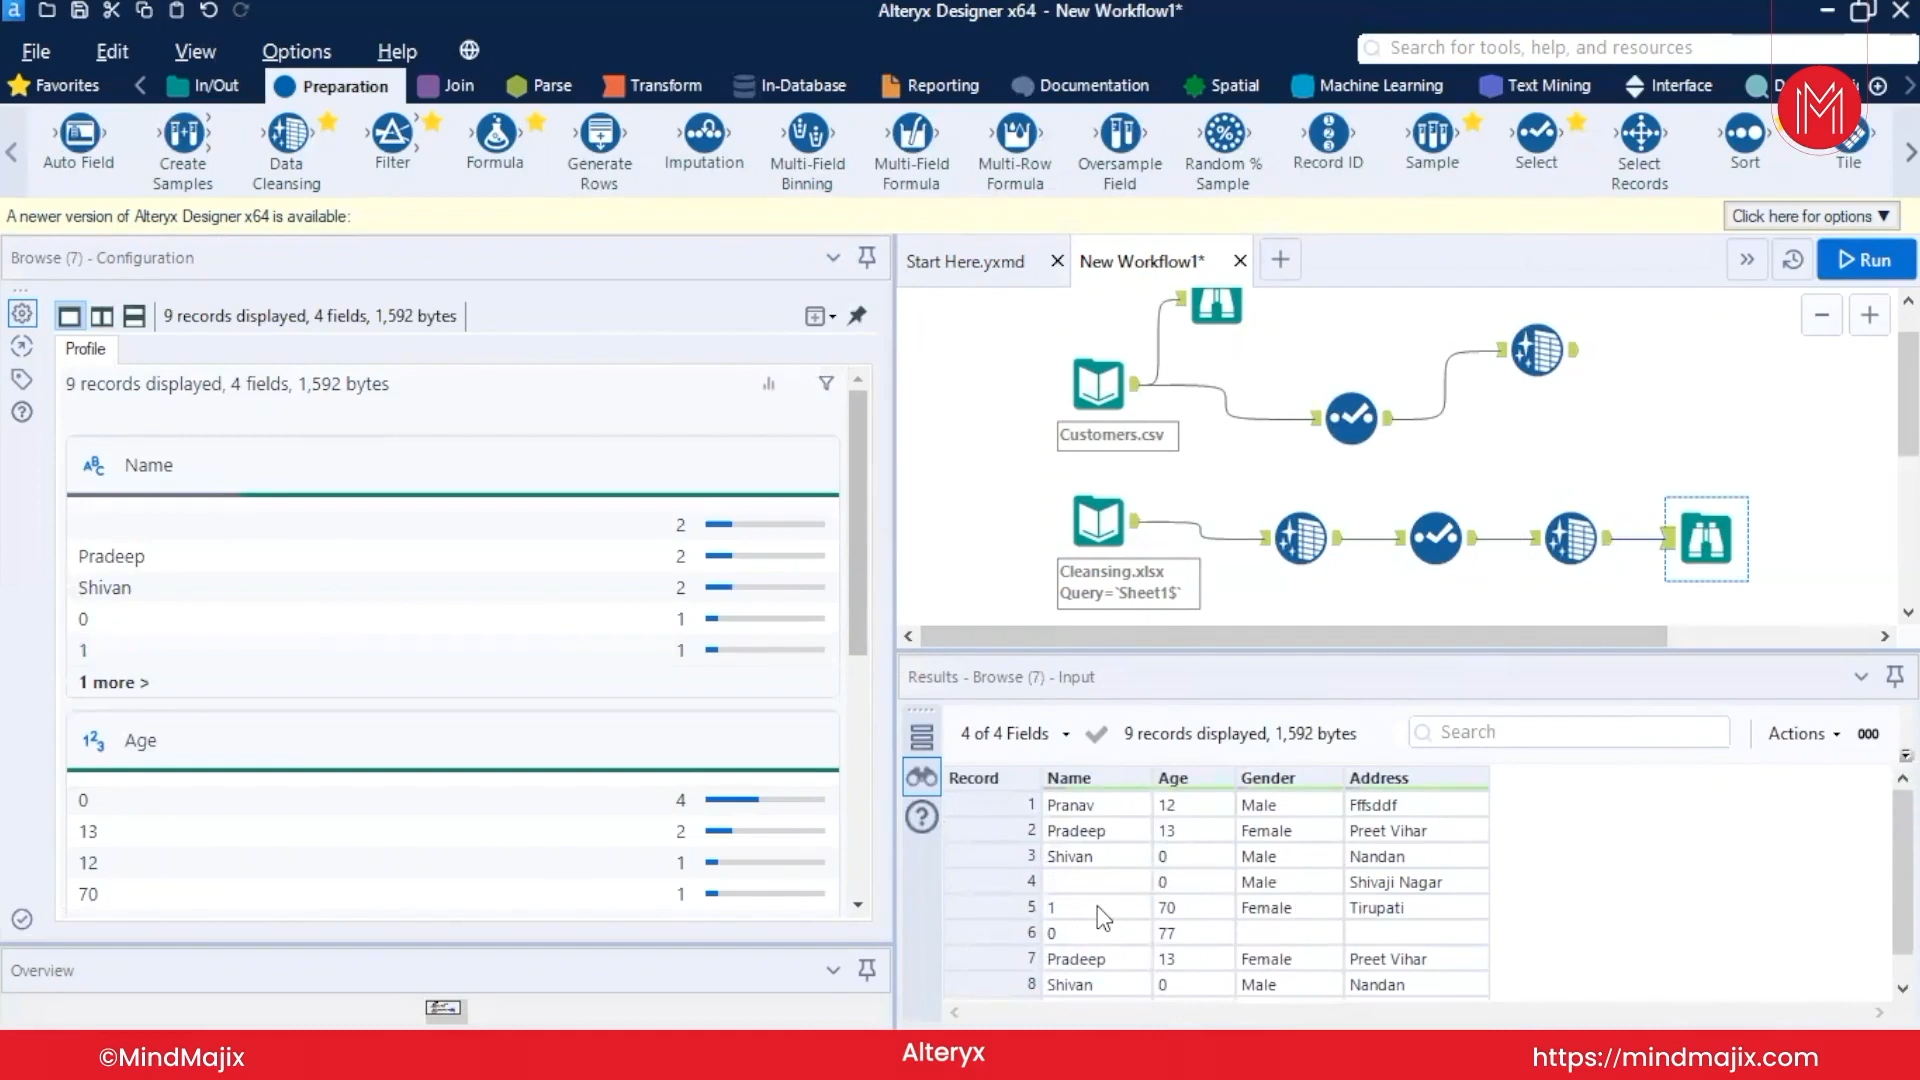 Alteryx Designer x64 - New Workflow1*
File Edit View Options Help
Search for tools, help, and resources
Favorites In/Out Preparation Join Parse Transform In-Database Reporting Documentation Spatial Machine Learning Text Mining Interface
Auto Field
Create Samples
Data Cleansing
Filter
Formula
Generate Rows
Imputation
Multi-Field Binning
Multi-Field Formula
Multi-Row Formula
Oversample Field
Random % Sample
Record ID
Sample
Select
Select Records
Sort
Tile
A newer version of Alteryx Designer x64 is available:
Click here for options ▼
Browse (7) - Configuration
9 records displayed, 4 fields, 1,592 bytes
Profile
9 records displayed, 4 fields, 1,592 bytes
ABC Name
2
Pradeep 2
Shivan 2
0 1
1 1
1 more >
123 Age
0 4
13 2
12 1
70 1
Overview
Start Here.yxmd
New Workflow1*
Run
Customers.csv
Cleansing.xlsx
Query=`Sheet1$`
Results - Browse (7) - Input
4 of 4 Fields
9 records displayed, 1,592 bytes
Search
Actions
000
Record Name Age Gender Address
1 Pranav 12 Male Fffsddf
2 Pradeep 13 Female Preet Vihar
3 Shivan 0 Male Nandan
4 0 Male Shivaji Nagar
5 1 70 Female Tirupati
6 0 77
7 Pradeep 13 Female Preet Vihar
8 Shivan 0 Male Nandan
©MindMajix
Alteryx
https://mindmajix.com